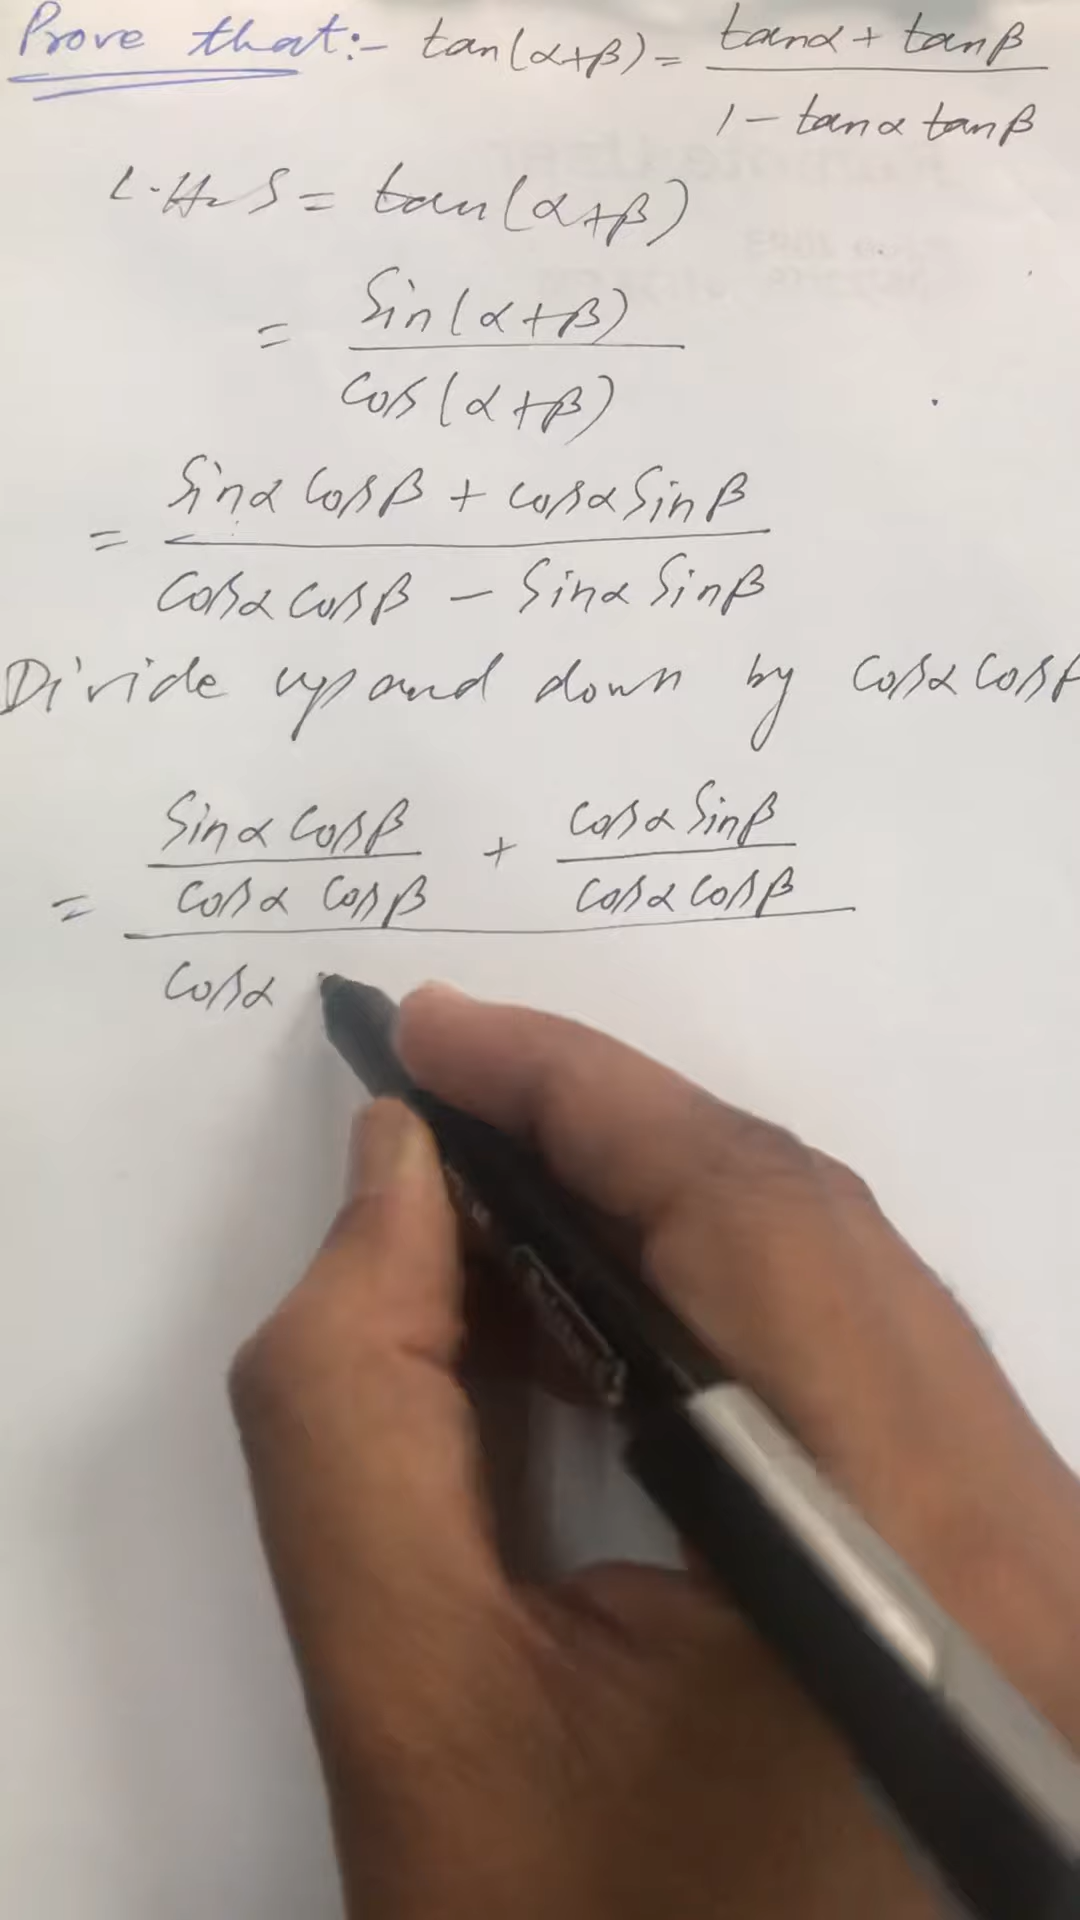 Prove that:- tan(α+β) = (tanα + tanβ) / (1 - tanα tanβ)
L.H.S = tan(α+β)
= Sin(α+β) / Cos(α+β)
= (Sinα Cosβ + Cosα Sinβ) / (Cosα Cosβ - Sinα Sinβ)
Divide up and down by Cosα Cosβ
= (Sinα Cosβ / Cosα Cosβ + Cosα Sinβ / Cosα Cosβ) / Cosα